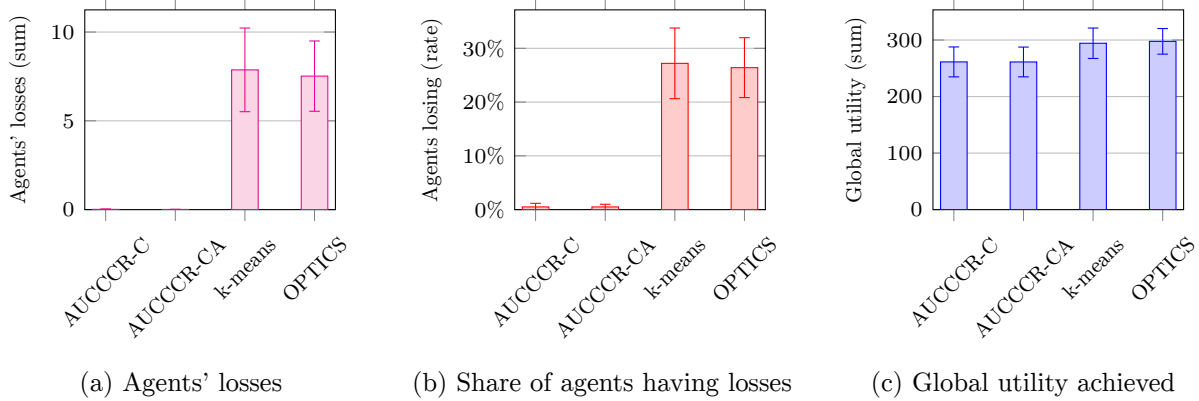 Agents' losses (sum)
10
5
0
AUCCCR-C
AUCCCR-CA
k-means
OPTICS
(a) Agents' losses
Agents losing (rate)
30%
20%
10%
0%
AUCCCR-C
AUCCCR-CA
k-means
OPTICS
(b) Share of agents having losses
Global utility (sum)
300
200
100
0
AUCCCR-C
AUCCCR-CA
k-means
OPTICS
(c) Global utility achieved